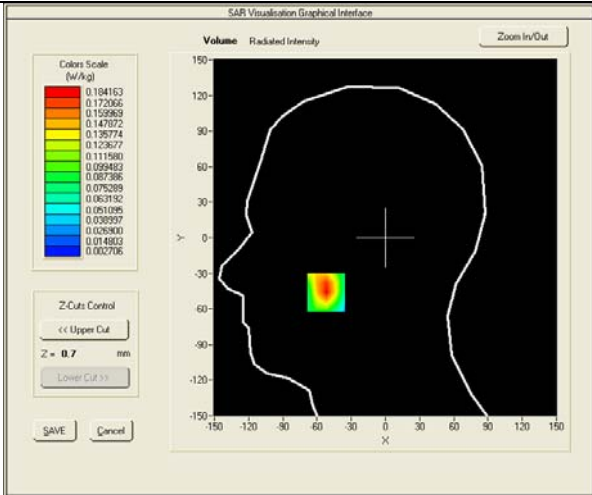 SAR Visualisation Graphical Interface
Volume Radiated Intensity
Zoom In/Out
Colors Scale
(W/kg)
0.184163
0.172066
0.159969
0.147872
0.135774
0.123677
0.111580
0.099483
0.087386
0.075289
0.063192
0.051095
0.038997
0.026900
0.014803
0.002706
Z-Cuts Control
<< Upper Cut
Z = 0.7 mm
Lower Cut >>
SAVE Cancel
150
120
90
60
30
0
-30
-60
-90
-120
-150
Y
-150 -120 -90 -60 -30 0 30 60 90 120 150
X